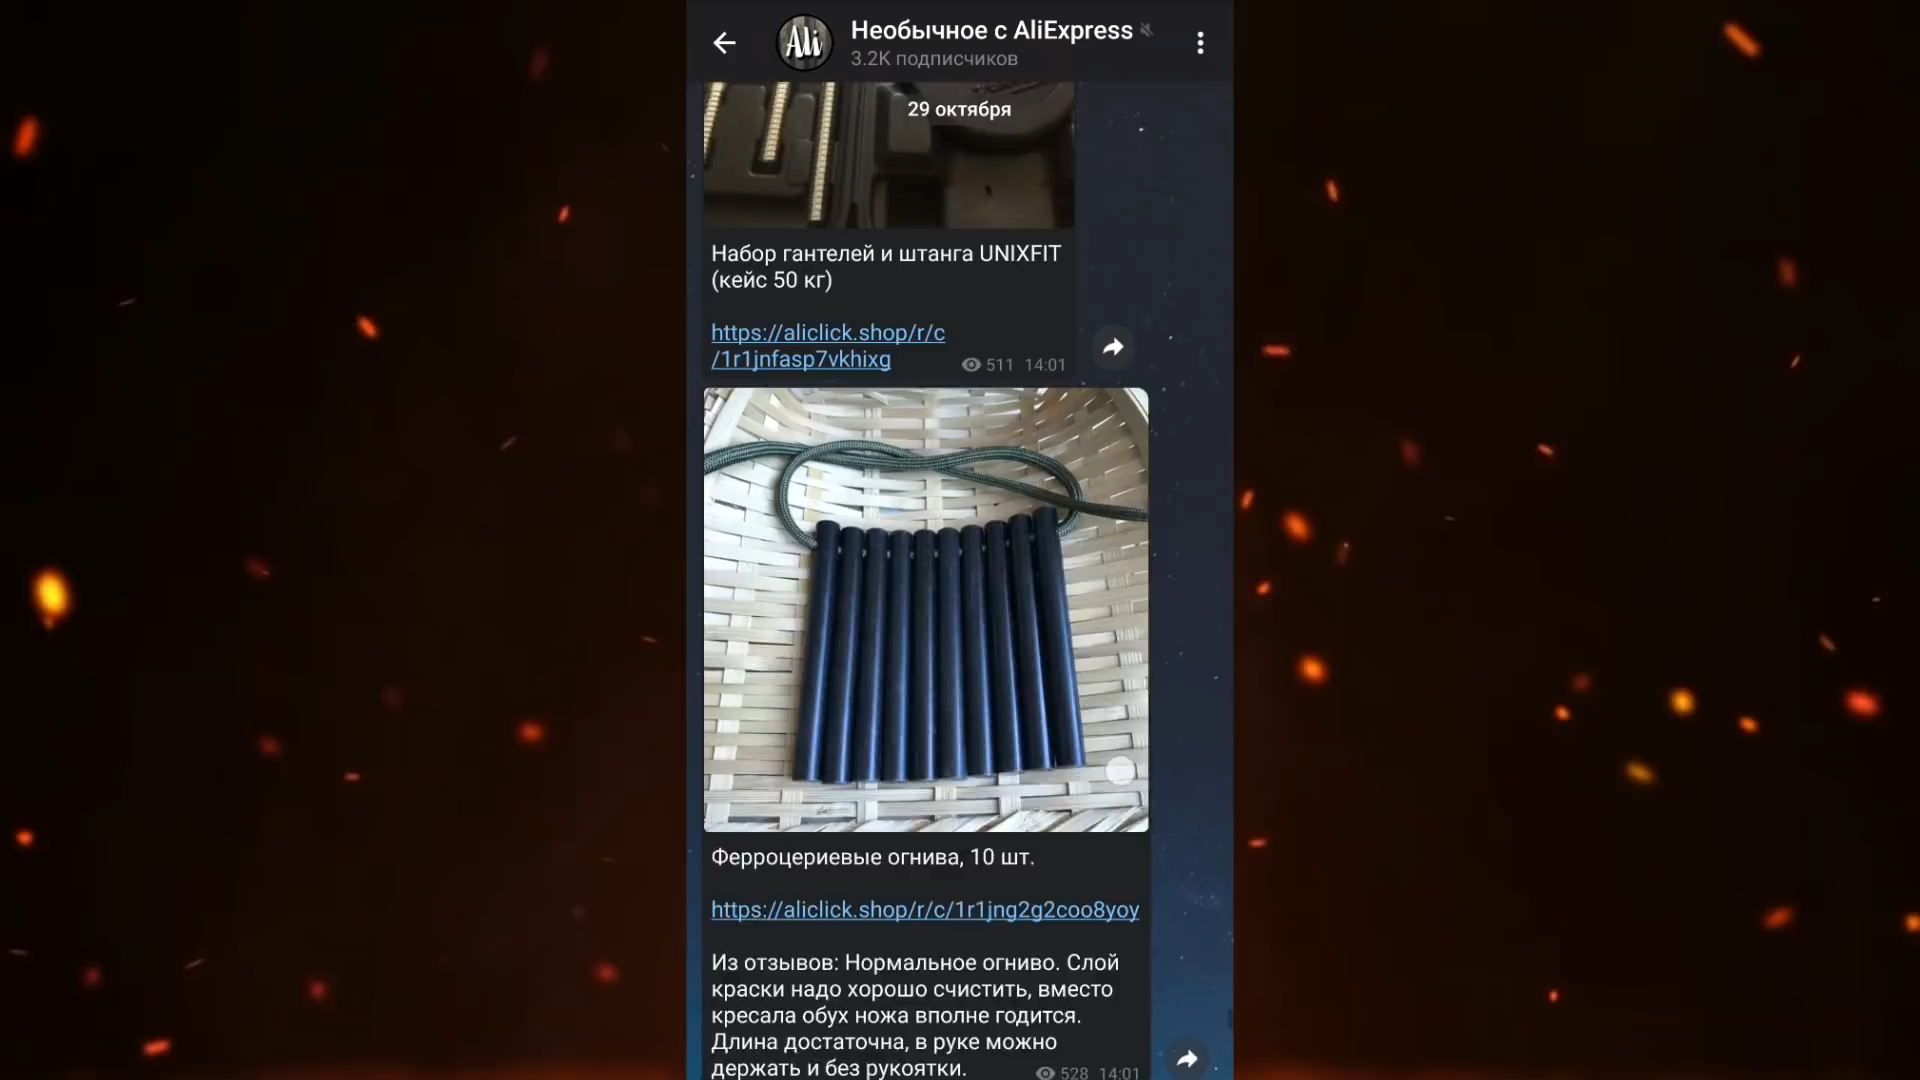 Ali
Необычное с AliExpress
3.2K подписчиков
29 октября
Набор гантелей и штанга UNIXFIT
(кейс 50 кг)
https://aliclick.shop/r/c
/1r1jnfasp7vkhixg
511 14:01
Ферроцериевые огнива, 10 шт.
https://aliclick.shop/r/c/1r1jng2g2coo8yoy
Из отзывов: Нормальное огниво. Слой
краски надо хорошо счистить, вместо
кресала обух ножа вполне годится.
Длина достаточна, в руке можно
держать и без рукоятки.
528 14:01